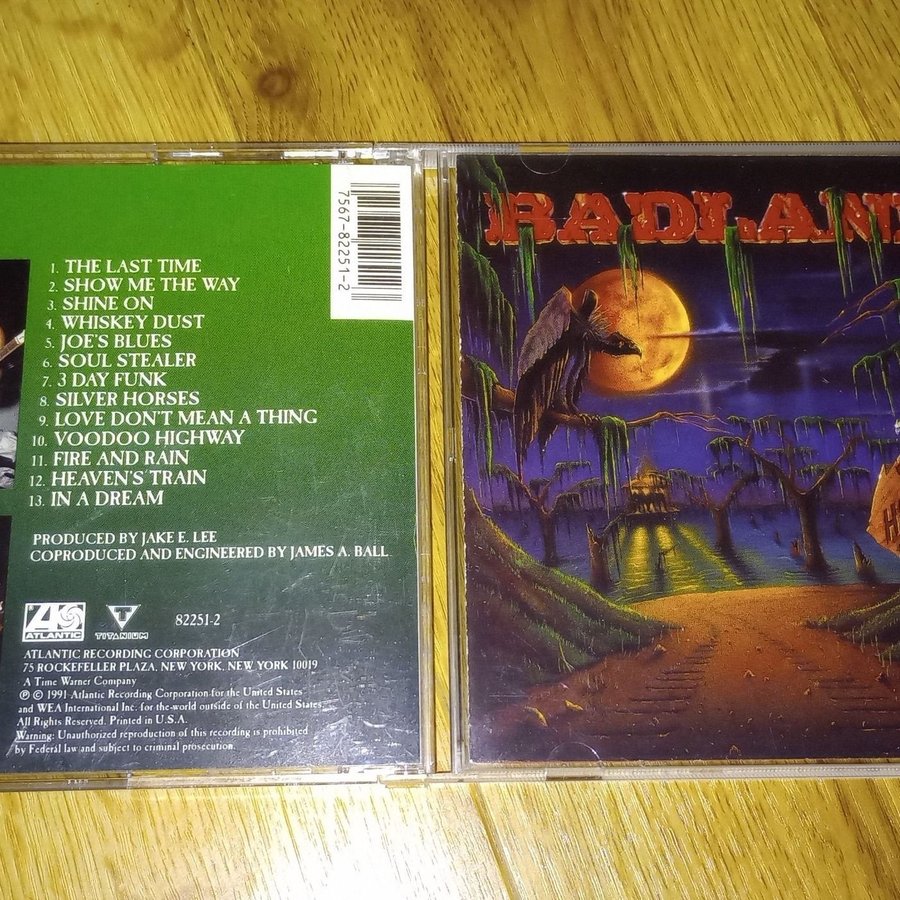 7567-82251-2
1. THE LAST TIME
2. SHOW ME THE WAY
3. SHINE ON
4. WHISKEY DUST
5. JOE'S BLUES
6. SOUL STEALER
7. 3 DAY FUNK
8. SILVER HORSES
9. LOVE DON'T MEAN A THING
10. VOODOO HIGHWAY
11. FIRE AND RAIN
12. HEAVEN'S TRAIN
13. IN A DREAM
PRODUCED BY JAKE E. LEE
COPRODUCED AND ENGINEERED BY JAMES A. BALL
ATLANTIC
TITANIUM
82251-2
ATLANTIC RECORDING CORPORATION
75 ROCKEFELLER PLAZA, NEW YORK, NEW YORK 10019
A Time Warner Company
℗ © 1991 Atlantic Recording Corporation for the United States
and WEA International Inc. for the world outside of the United States.
All Rights Reserved. Printed in U.S.A.
Warning: Unauthorized reproduction of this recording is prohibited
by Federal law and subject to criminal prosecution.
BADLAN